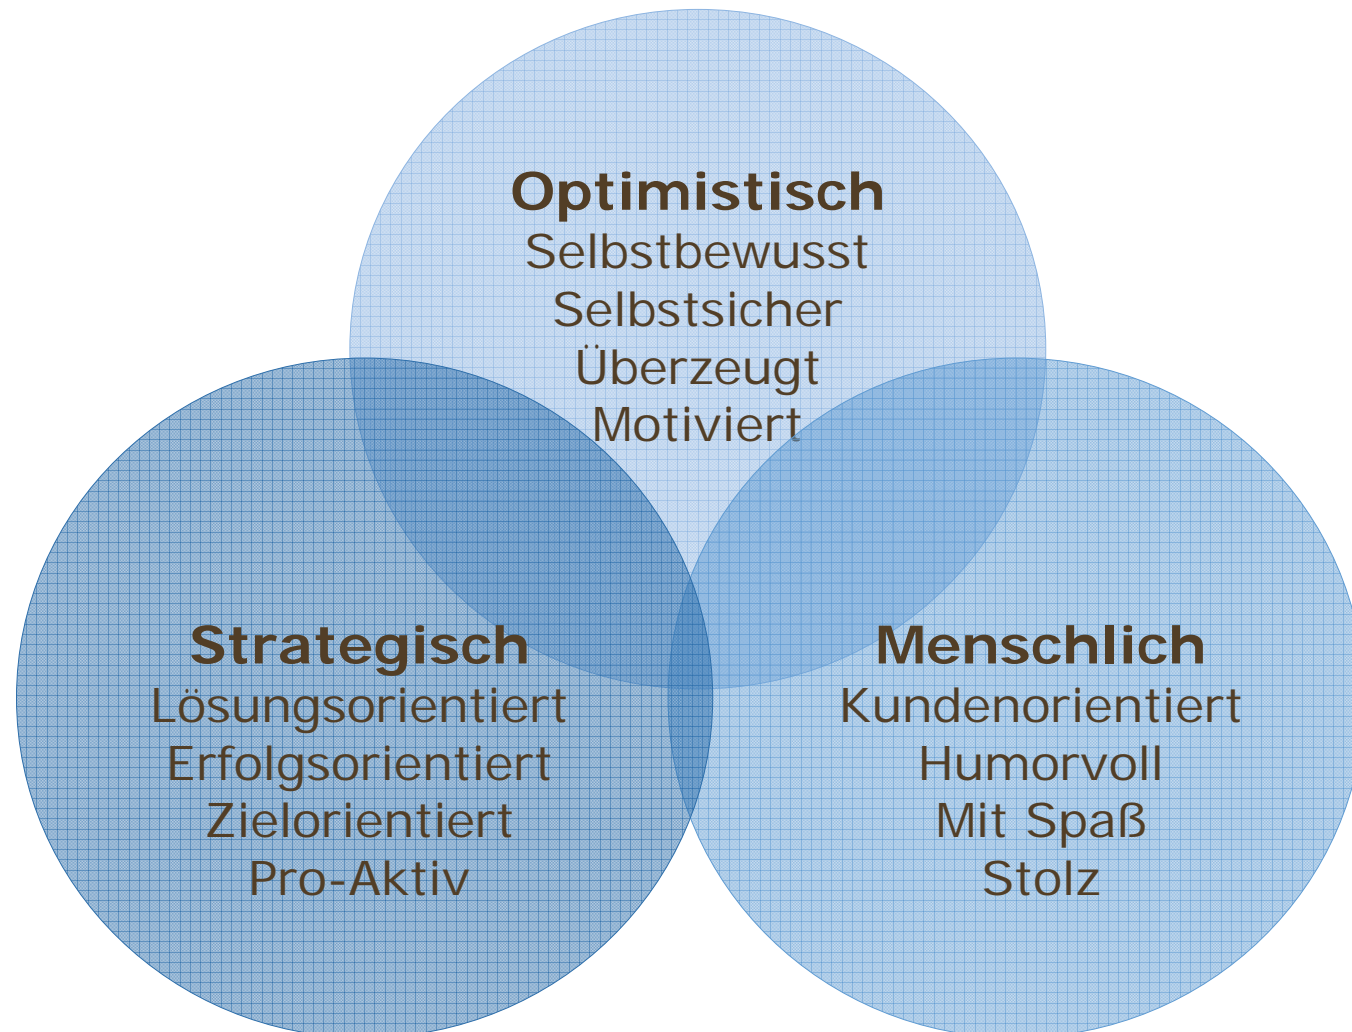 Optimistisch
Selbstbewusst
Selbstsicher
Überzeugt
Motiviert
Strategisch
Lösungsorientiert
Erfolgsorientiert
Zielorientiert
Pro-Aktiv
Menschlich
Kundenorientiert
Humorvoll
Mit Spaß
Stolz